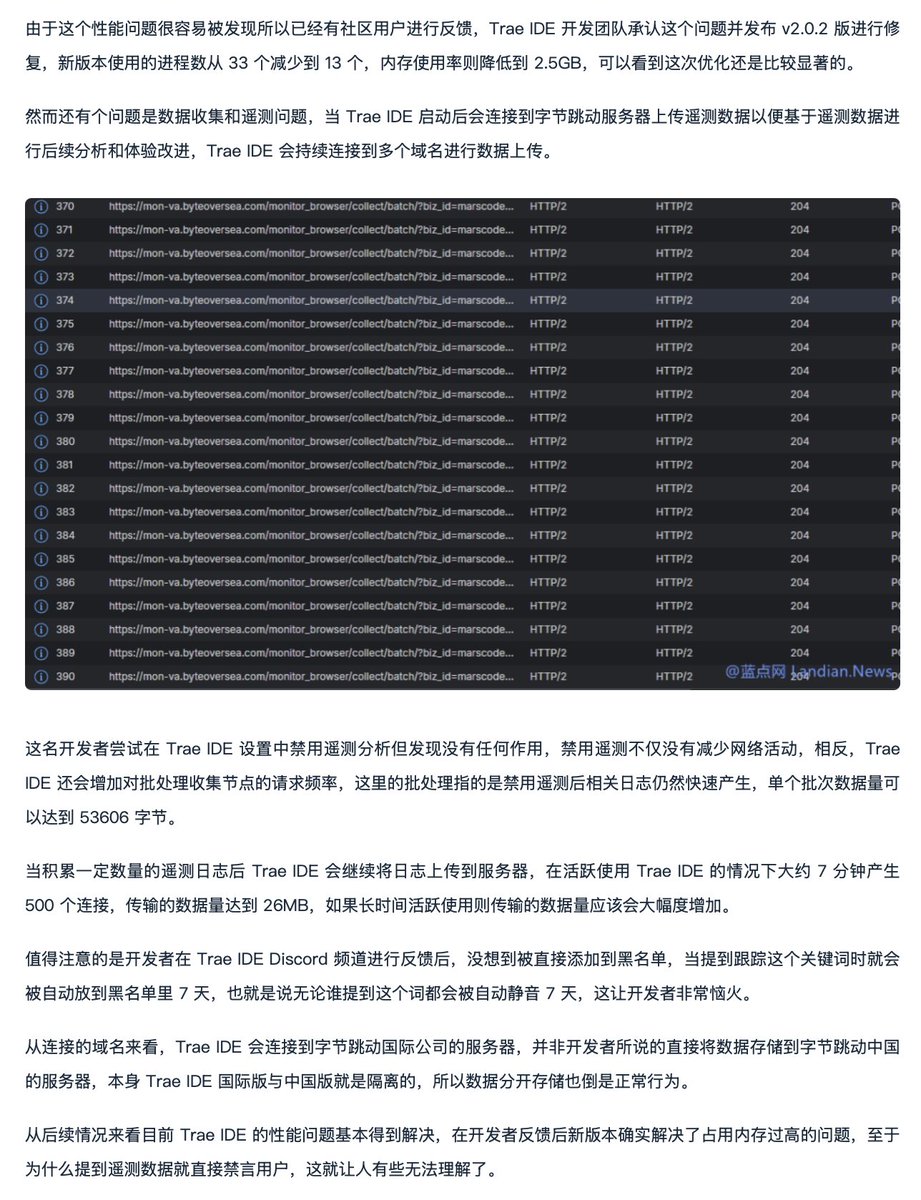 由于这个性能问题很容易被发现所以已经有社区用户进行反馈，Trae IDE 开发团队承认这个问题并发布 v2.0.2 版进行修
复，新版本使用的进程数从 33 个减少到 13 个，内存使用率则降低到 2.5GB，可以看到这次优化还是比较显著的。
然而还有个问题是数据收集和遥测问题，当 Trae IDE 启动后会连接到字节跳动服务器上传遥测数据以便基于遥测数据进
行后续分析和体验改进，Trae IDE 会持续连接到多个域名进行数据上传。
370 https://mon-va.byteoversea.com/monitor_browser/collect/batch/?biz_id=marscode... HTTP/2 HTTP/2 204
371 https://mon-va.byteoversea.com/monitor_browser/collect/batch/?biz_id=marscode... HTTP/2 HTTP/2 204
372 https://mon-va.byteoversea.com/monitor_browser/collect/batch/?biz_id=marscode... HTTP/2 HTTP/2 204
373 https://mon-va.byteoversea.com/monitor_browser/collect/batch/?biz_id=marscode... HTTP/2 HTTP/2 204
374 https://mon-va.byteoversea.com/monitor_browser/collect/batch/?biz_id=marscode... HTTP/2 HTTP/2 204
375 https://mon-va.byteoversea.com/monitor_browser/collect/batch/?biz_id=marscode... HTTP/2 HTTP/2 204
376 https://mon-va.byteoversea.com/monitor_browser/collect/batch/?biz_id=marscode... HTTP/2 HTTP/2 204
377 https://mon-va.byteoversea.com/monitor_browser/collect/batch/?biz_id=marscode... HTTP/2 HTTP/2 204
378 https://mon-va.byteoversea.com/monitor_browser/collect/batch/?biz_id=marscode... HTTP/2 HTTP/2 204
379 https://mon-va.byteoversea.com/monitor_browser/collect/batch/?biz_id=marscode... HTTP/2 HTTP/2 204
380 https://mon-va.byteoversea.com/monitor_browser/collect/batch/?biz_id=marscode... HTTP/2 HTTP/2 204
381 https://mon-va.byteoversea.com/monitor_browser/collect/batch/?biz_id=marscode... HTTP/2 HTTP/2 204
382 https://mon-va.byteoversea.com/monitor_browser/collect/batch/?biz_id=marscode... HTTP/2 HTTP/2 204
383 https://mon-va.byteoversea.com/monitor_browser/collect/batch/?biz_id=marscode... HTTP/2 HTTP/2 204
384 https://mon-va.byteoversea.com/monitor_browser/collect/batch/?biz_id=marscode... HTTP/2 HTTP/2 204
385 https://mon-va.byteoversea.com/monitor_browser/collect/batch/?biz_id=marscode... HTTP/2 HTTP/2 204
386 https://mon-va.byteoversea.com/monitor_browser/collect/batch/?biz_id=marscode... HTTP/2 HTTP/2 204
387 https://mon-va.byteoversea.com/monitor_browser/collect/batch/?biz_id=marscode... HTTP/2 HTTP/2 204
388 https://mon-va.byteoversea.com/monitor_browser/collect/batch/?biz_id=marscode... HTTP/2 HTTP/2 204
389 https://mon-va.byteoversea.com/monitor_browser/collect/batch/?biz_id=marscode... HTTP/2 HTTP/2 204
390 https://mon-va.byteoversea.com/monitor_browser/collect/batch/?biz_id=marscode... HTTP/2 HTTP/2 204
@蓝点网 Landian.News
这名开发者尝试在 Trae IDE 设置中禁用遥测分析但发现没有任何作用，禁用遥测不仅没有减少网络活动，相反，Trae
IDE 还会增加对批处理收集节点的请求频率，这里的批处理指的是禁用遥测后相关日志仍然快速产生，单个批次数据量可
以达到 53606 字节。
当积累一定数量的遥测日志后 Trae IDE 会继续将日志上传到服务器，在活跃使用 Trae IDE 的情况下大约 7 分钟产生
500 个连接，传输的数据量达到 26MB，如果长时间活跃使用则传输的数据量应该会大幅度增加。
值得注意的是开发者在 Trae IDE Discord 频道进行反馈后，没想到被直接添加到黑名单，当提到跟踪这个关键词时就会
被自动放到黑名单里 7 天，也就是说无论谁提到这个词都会被自动静音 7 天，这让开发者非常恼火。
从连接的域名来看，Trae IDE 会连接到字节跳动国际公司的服务器，并非开发者所说的直接将数据存储到字节跳动中国
的服务器，本身 Trae IDE 国际版与中国版就是隔离的，所以数据分开存储也倒是正常行为。
从后续情况来看目前 Trae IDE 的性能问题基本得到解决，在开发者反馈后新版本确实解决了占用内存过高的问题，至于
为什么提到遥测数据就直接禁言用户，这就让人有些无法理解了。